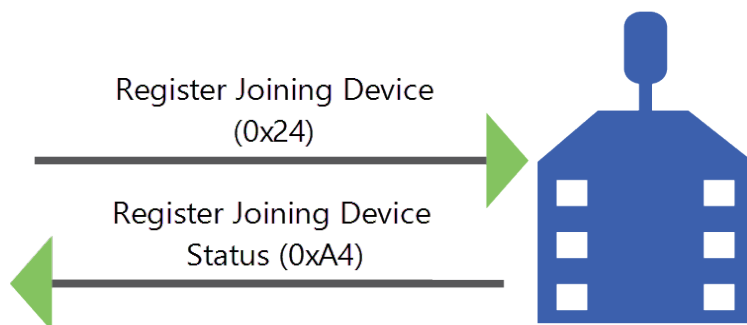 Register Joining Device
(0x24)
Register Joining Device
Status (0xA4)